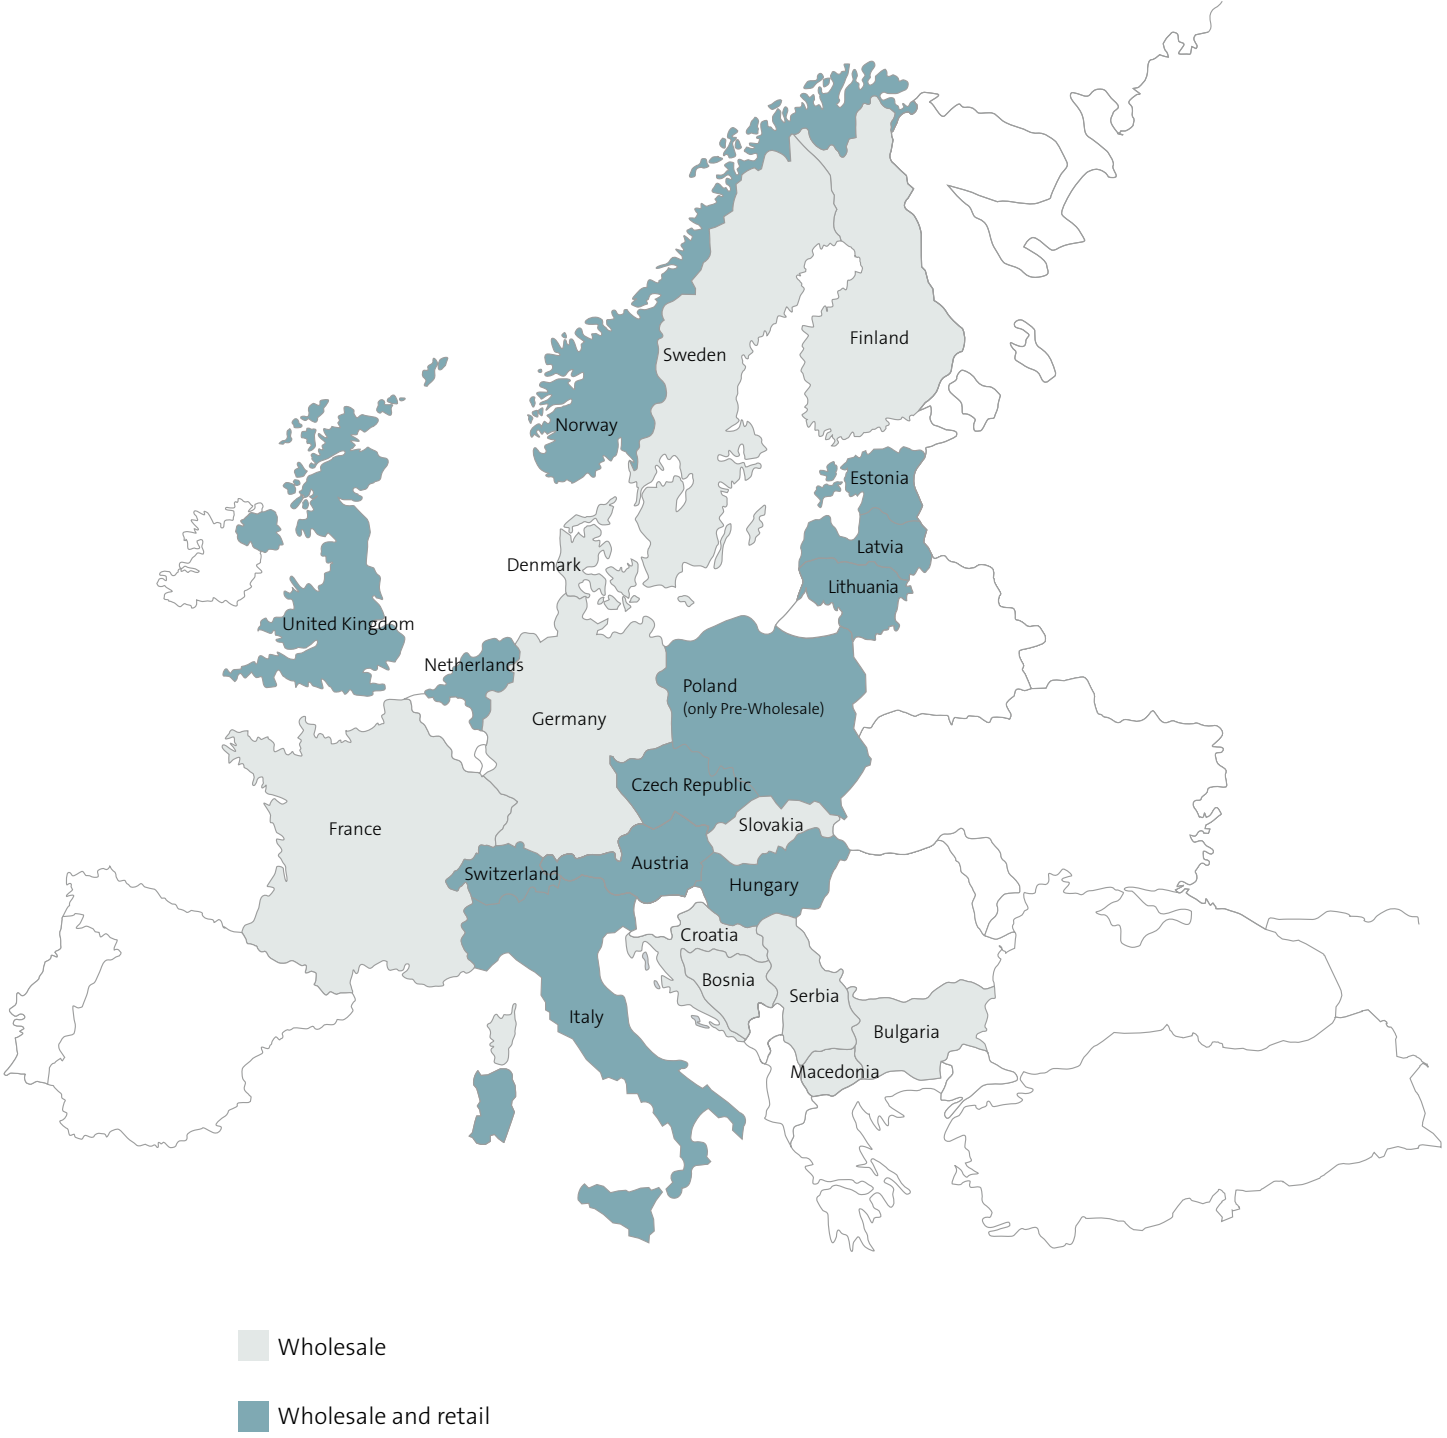 Finland
Sweden
Norway
Estonia
Latvia
Denmark
Lithuania
United Kingdom
Netherlands
Poland
(only Pre-Wholesale)
Germany
Czech Republic
Slovakia
France
Austria
Switzerland
Hungary
Croatia
Bosnia
Serbia
Italy
Bulgaria
Macedonia
Wholesale
Wholesale and retail